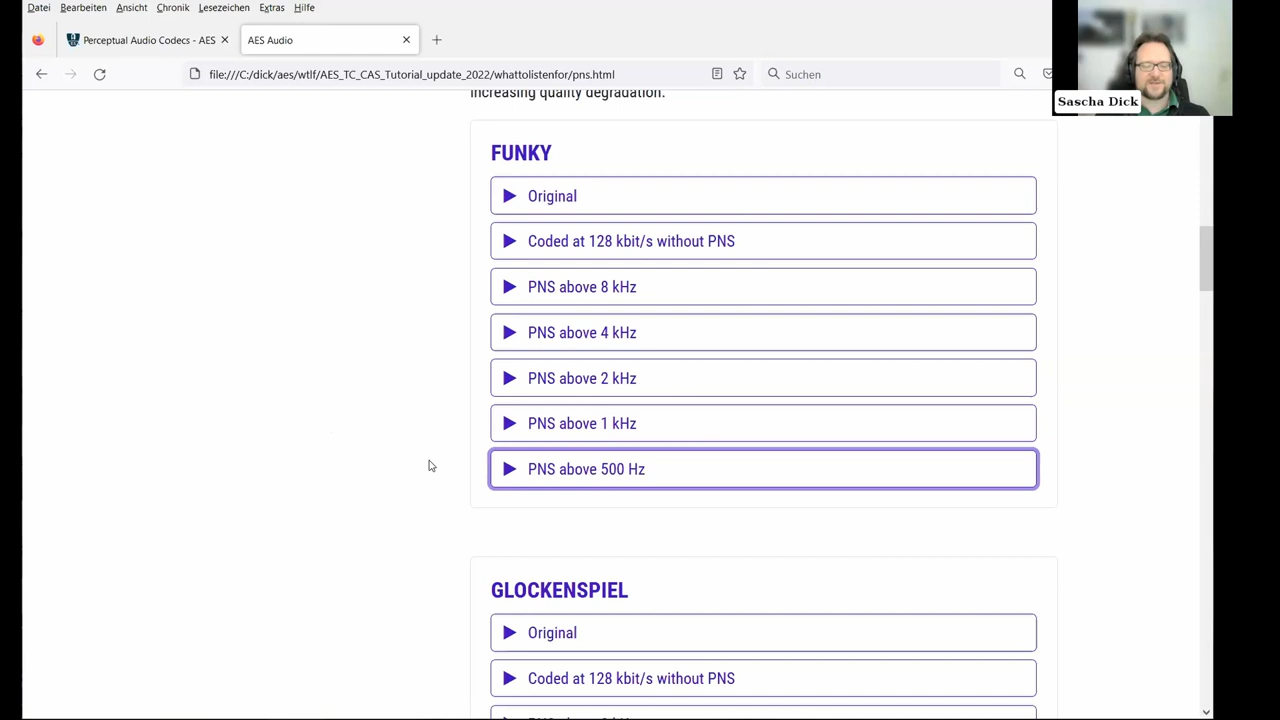 Datei Bearbeiten Ansicht Chronik Lesezeichen Extras Hilfe
Perceptual Audio Codecs - AES
AES Audio
file:///C:/dick/aes/wtlf/AES_TC_CAS_Tutorial_update_2022/whattolistenfor/pns.html
Suchen
Sascha Dick
increasing quality degradation.
FUNKY
Original
Coded at 128 kbit/s without PNS
PNS above 8 kHz
PNS above 4 kHz
PNS above 2 kHz
PNS above 1 kHz
PNS above 500 Hz
GLOCKENSPIEL
Original
Coded at 128 kbit/s without PNS